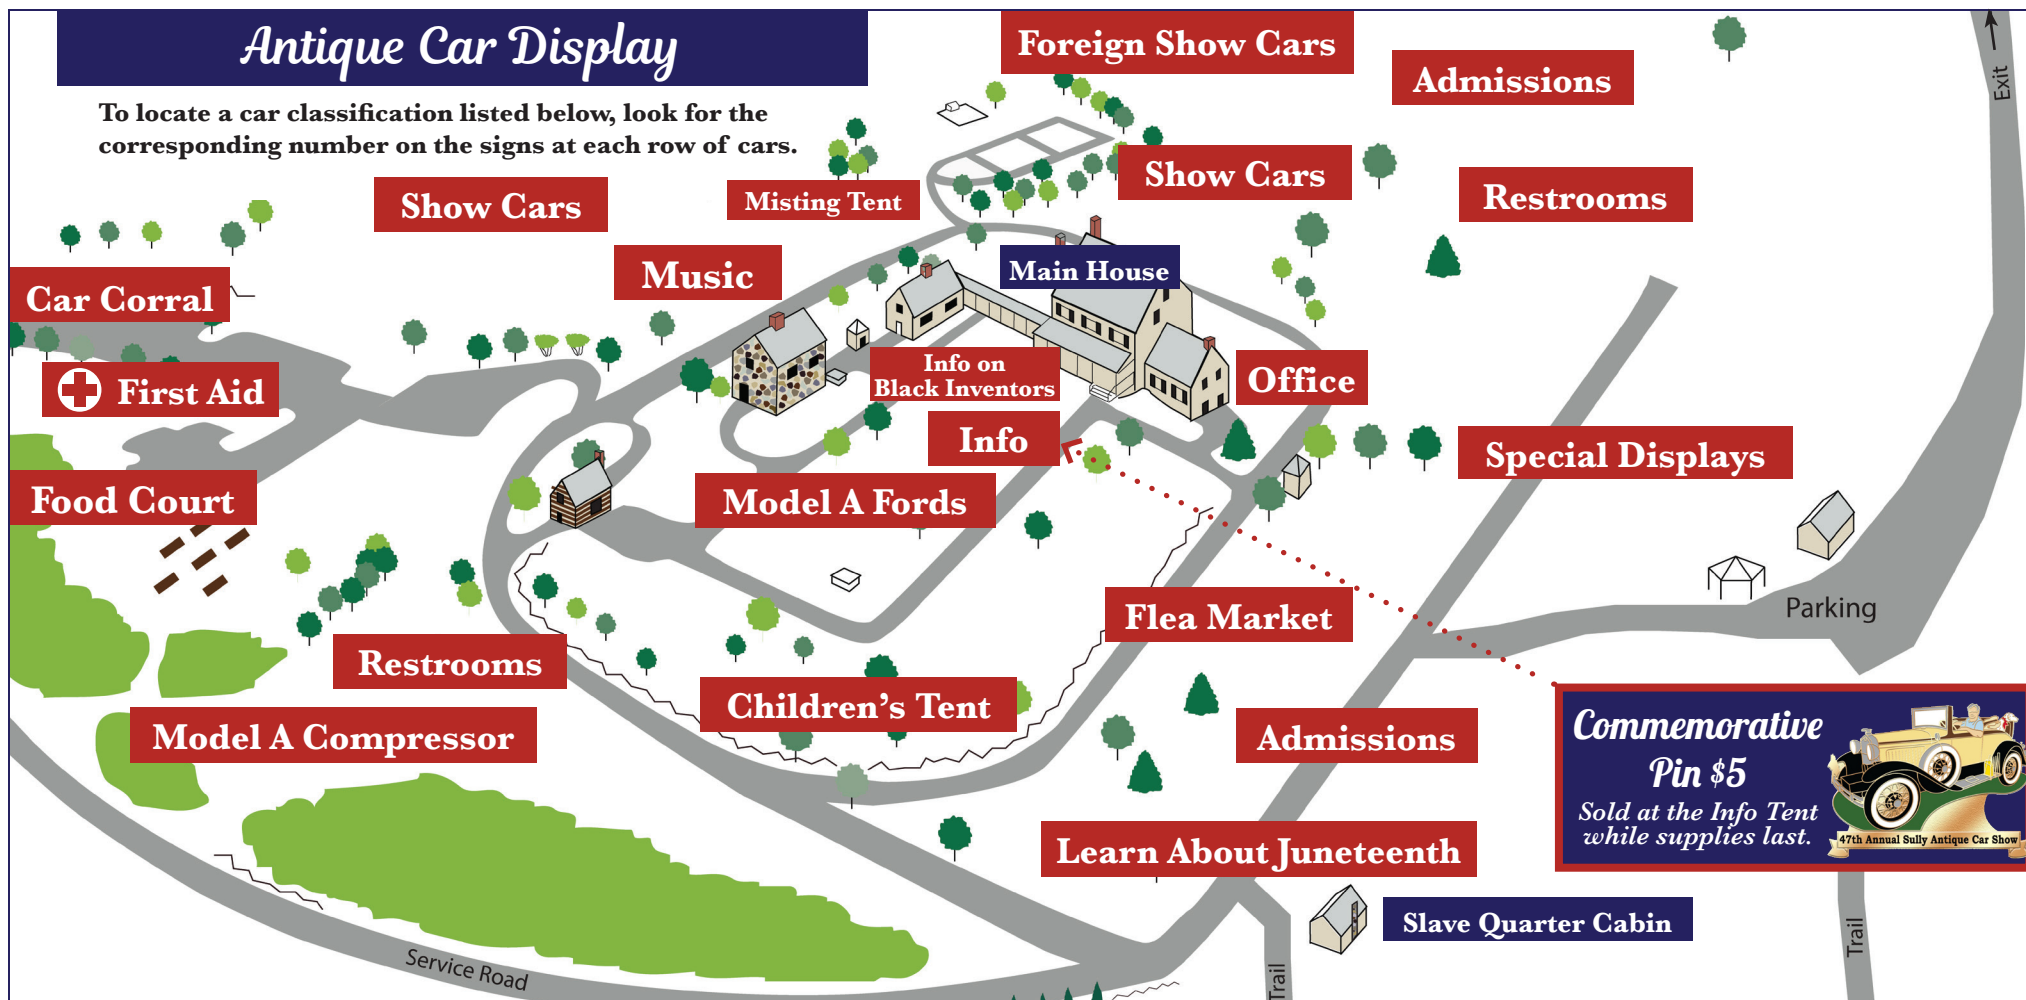 Antique Car Display
To locate a car classification listed below, look for the
corresponding number on the signs at each row of cars.
Foreign Show Cars
Admissions
Exit
Show Cars
Misting Tent
Show Cars
Restrooms
Music
Main House
Car Corral
First Aid
Info on
Black Inventors
Office
Info
Special Displays
Food Court
Model A Fords
Parking
Flea Market
Restrooms
Children's Tent
Model A Compressor
Admissions
Commemorative
Pin $5
Sold at the Info Tent
while supplies last.
47th Annual Sully Antique Car Show
Learn About Juneteenth
Slave Quarter Cabin
Service Road
Trail
Trail